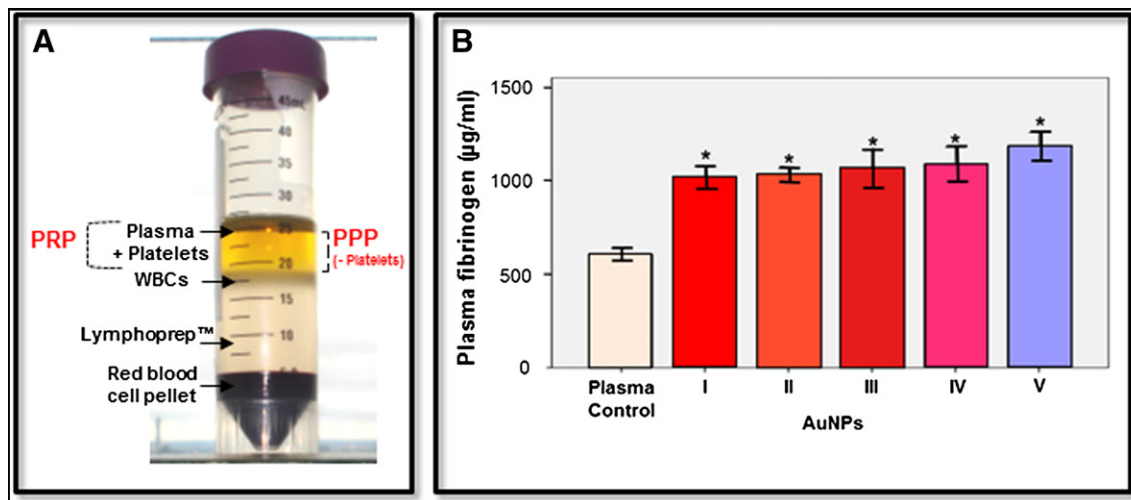 A
45mL
40
35
30
25
20
15
10
PRP
Plasma
+ Platelets
WBCs
Lymphoprep™
Red blood
cell pellet
PPP
(- Platelets)
B
Plasma fibrinogen (µg/ml)
1500
1000
500
0
*
*
*
*
*
Plasma
Control
I
II
III
IV
V
AuNPs